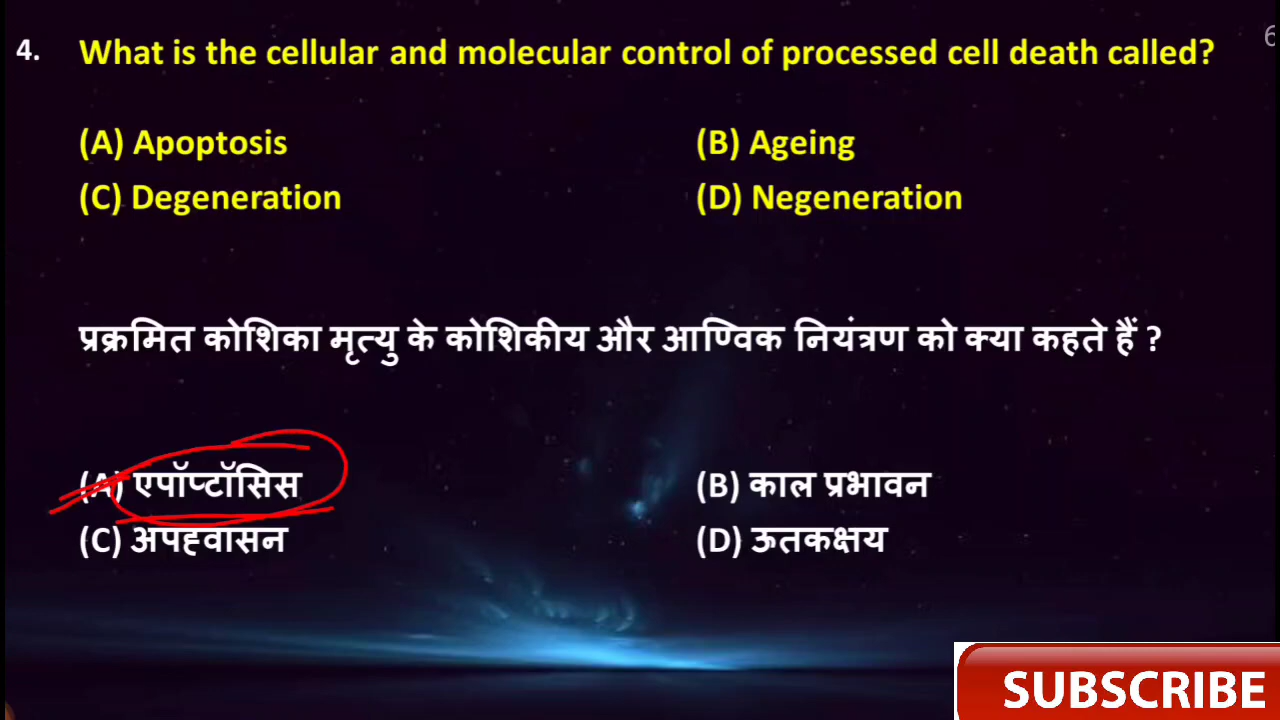 4. What is the cellular and molecular control of processed cell death called?
6
(A) Apoptosis (B) Ageing
(C) Degeneration (D) Negeneration
प्रक्रमित कोशिका मृत्यु के कोशिकीय और आण्विक नियंत्रण को क्या कहते हैं ?
(A) एपॉप्टॉसिस (B) काल प्रभावन
(C) अपह्वासन (D) ऊतकक्षय
SUBSCRIBE